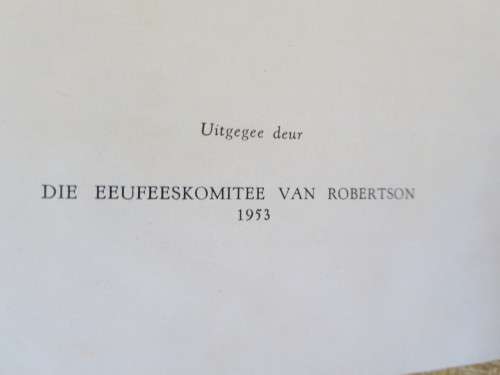 Uitgegee deur
DIE EEUFEESKOMITEE VAN ROBERTSON
1953